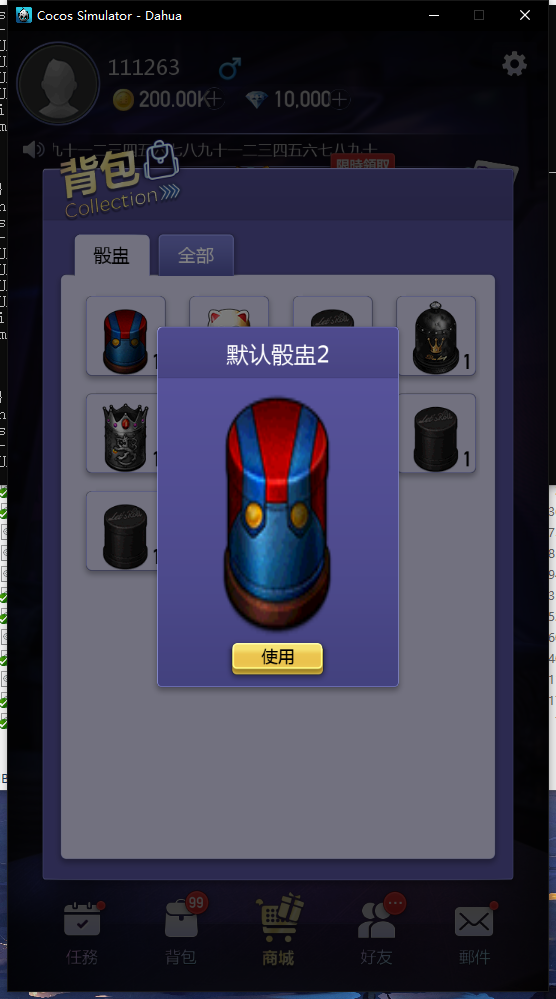 Cocos Simulator - Dahua
111263
200.00K
10,000
九十一二三四五六七八九十一二三四五六七八九十
限時領取
背包
Collection
骰盅
全部
1
1
1
1
1
默认骰盅2
使用
99
任務
背包
商城
好友
郵件